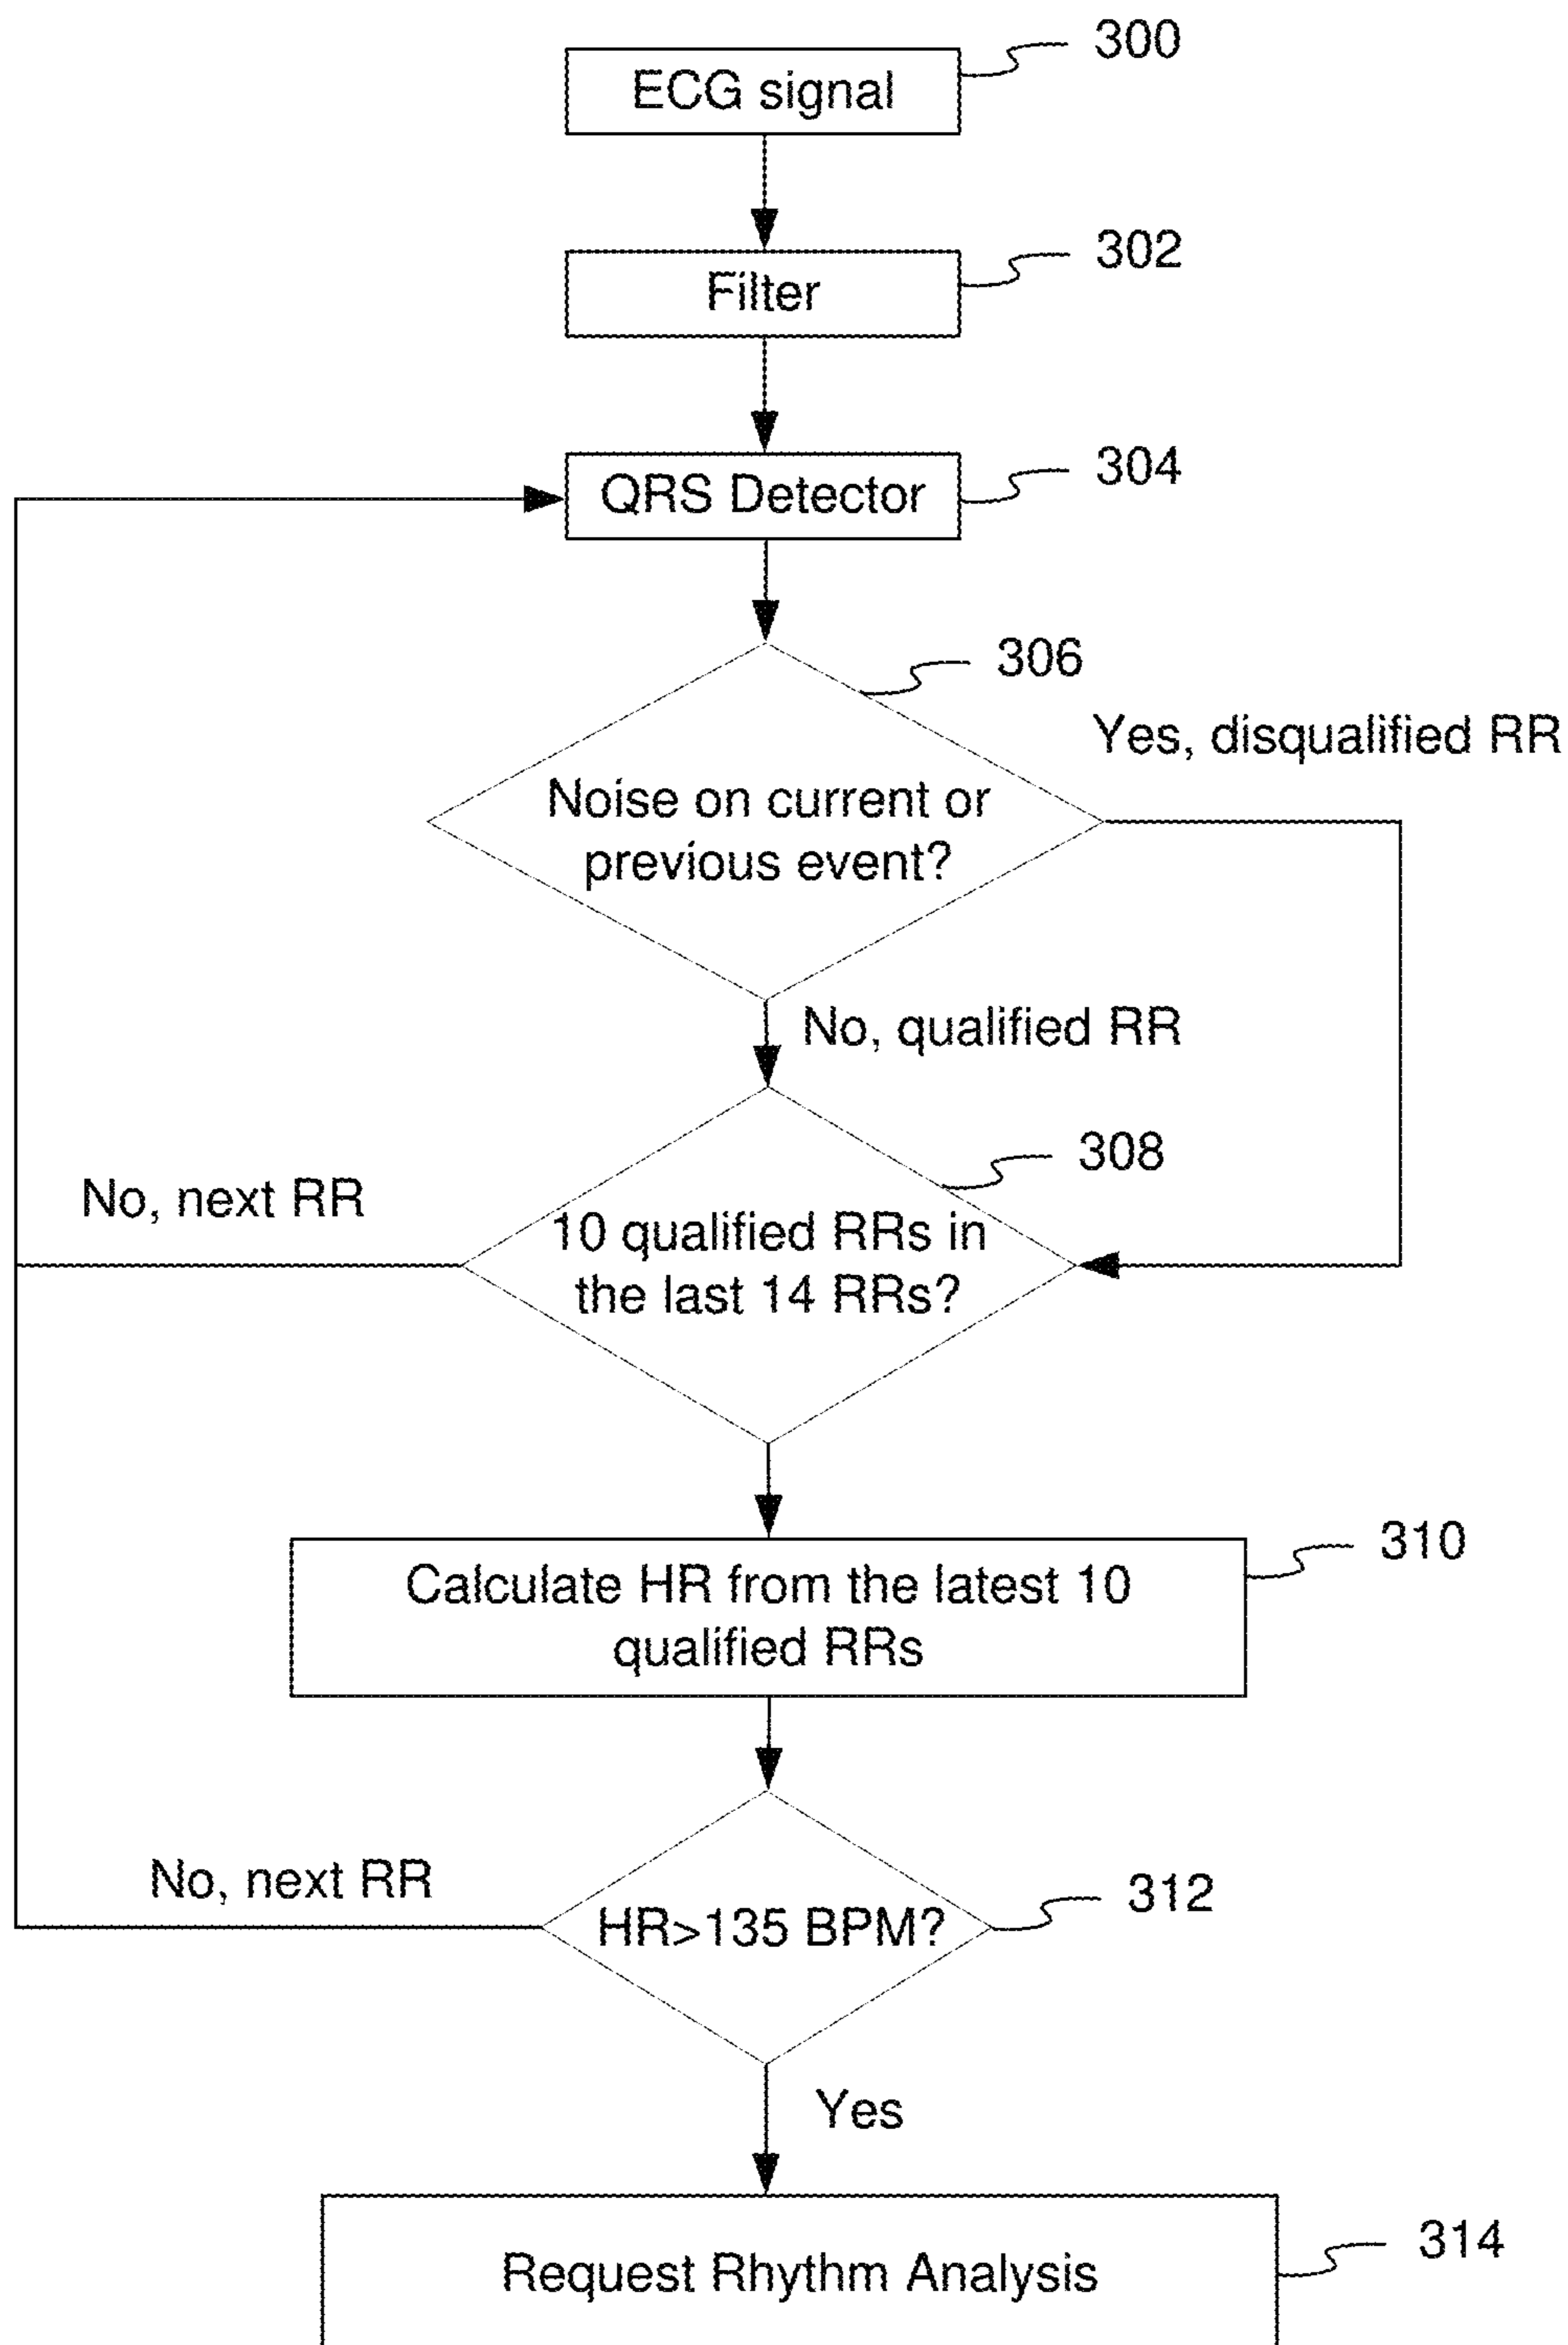 300
ECG signal
302
Filter
304
QRS Detector
306
Yes, disqualified RR
Noise on current or
previous event?
No, qualified RR
308
No, next RR
10 qualified RRs in
the last 14 RRs?
310
Calculate HR from the latest 10
qualified RRs
No, next RR
312
HR>135 BPM?
Yes
314
Request Rhythm Analysis